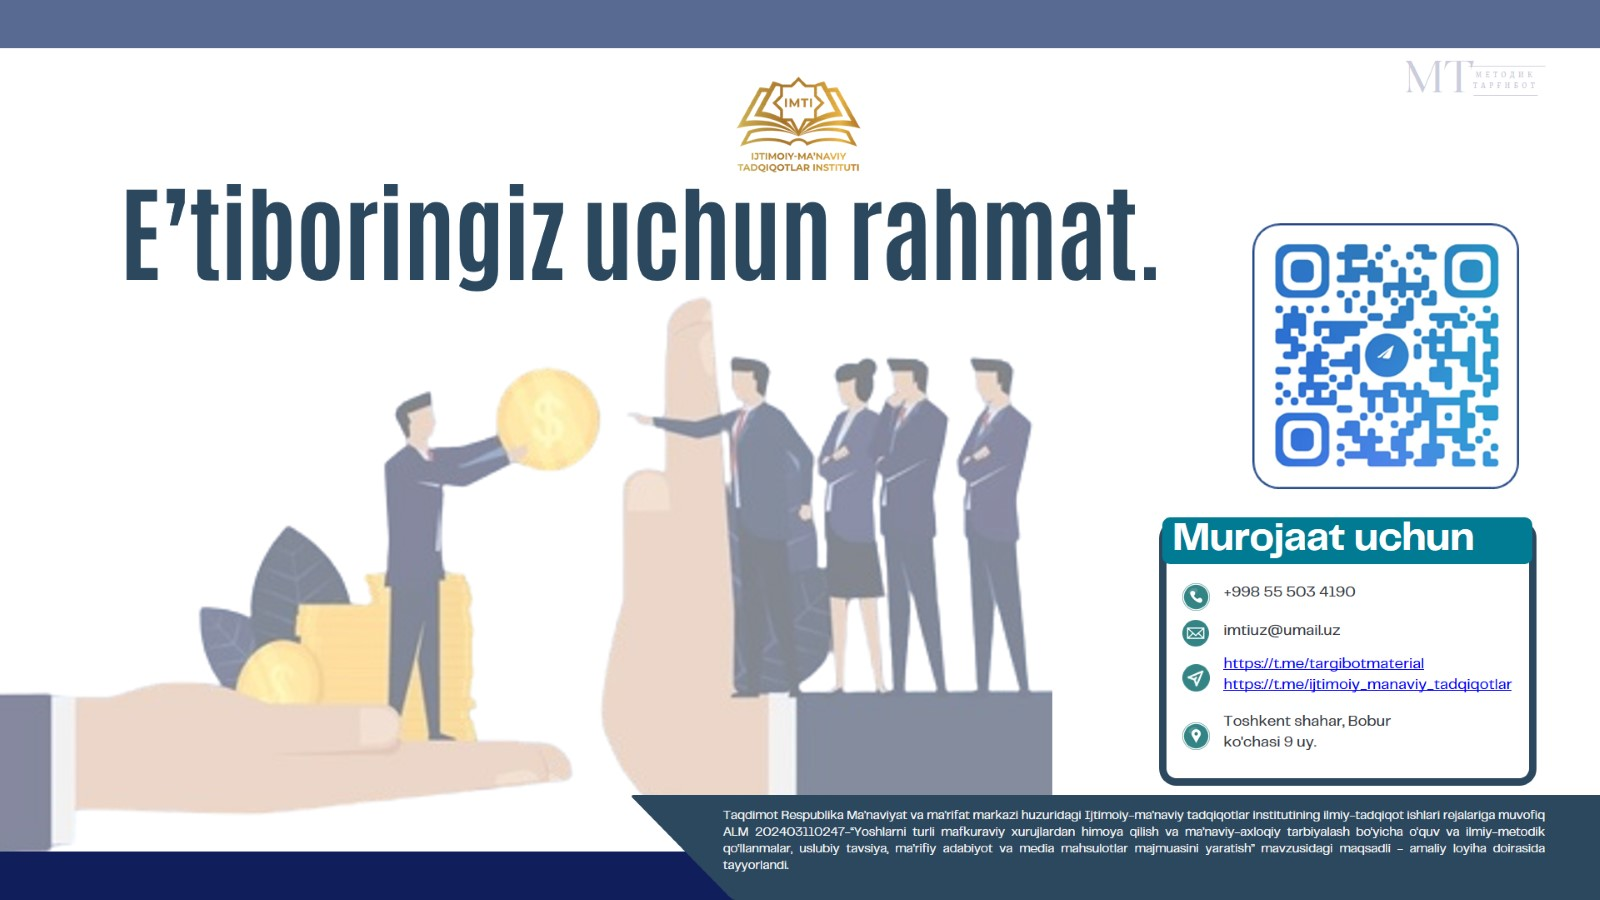 МТ МЕТОДИК
ТАРҒИБОТ
IMTI
IJTIMOIY-MA'NAVIY
TADQIQOTLAR INSTITUTI
E’tiboringiz uchun rahmat.
$
$
Murojaat uchun
+998 55 503 4190
imtiuz@umail.uz
https://t.me/targibotmaterial
https://t.me/ijtimoiy_manaviy_tadqiqotlar
Toshkent shahar, Bobur
ko'chasi 9 uy.
Taqdimot Respublika Ma'naviyat va ma'rifat markazi huzuridagi Ijtimoiy-ma'naviy tadqiqotlar institutining ilmiy-tadqiqot ishlari rejalariga muvofiq
ALM 202403110247-"Yoshlarni turli mafkuraviy xurujlardan himoya qilish va ma'naviy-axloqiy tarbiyalash bo'yicha o'quv va ilmiy-metodik
qo'llanmalar, uslubiy tavsiya, ma'rifiy adabiyot va media mahsulotlar majmuasini yaratish" mavzusidagi maqsadli - amaliy loyiha doirasida
tayyorlandi.